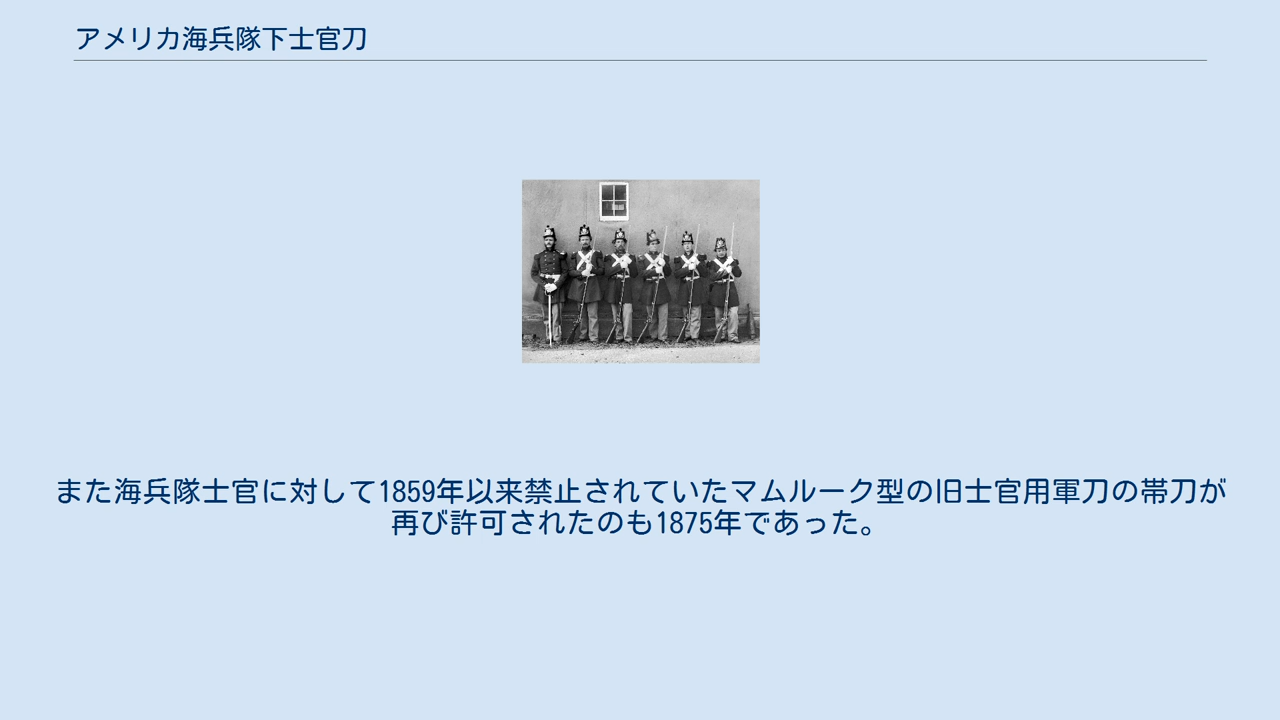 アメリカ海兵隊下士官刀
また海兵隊士官に対して1859年以来禁止されていたマムルーク型の旧士官用軍刀の帯刀が
再び許可されたのも1875年であった。